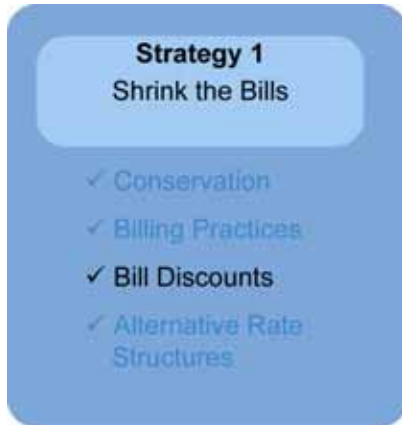 Strategy 1
Shrink the Bills
✓ Conservation
✓ Billing Practices
✓ Bill Discounts
✓ Alternative Rate
Structures